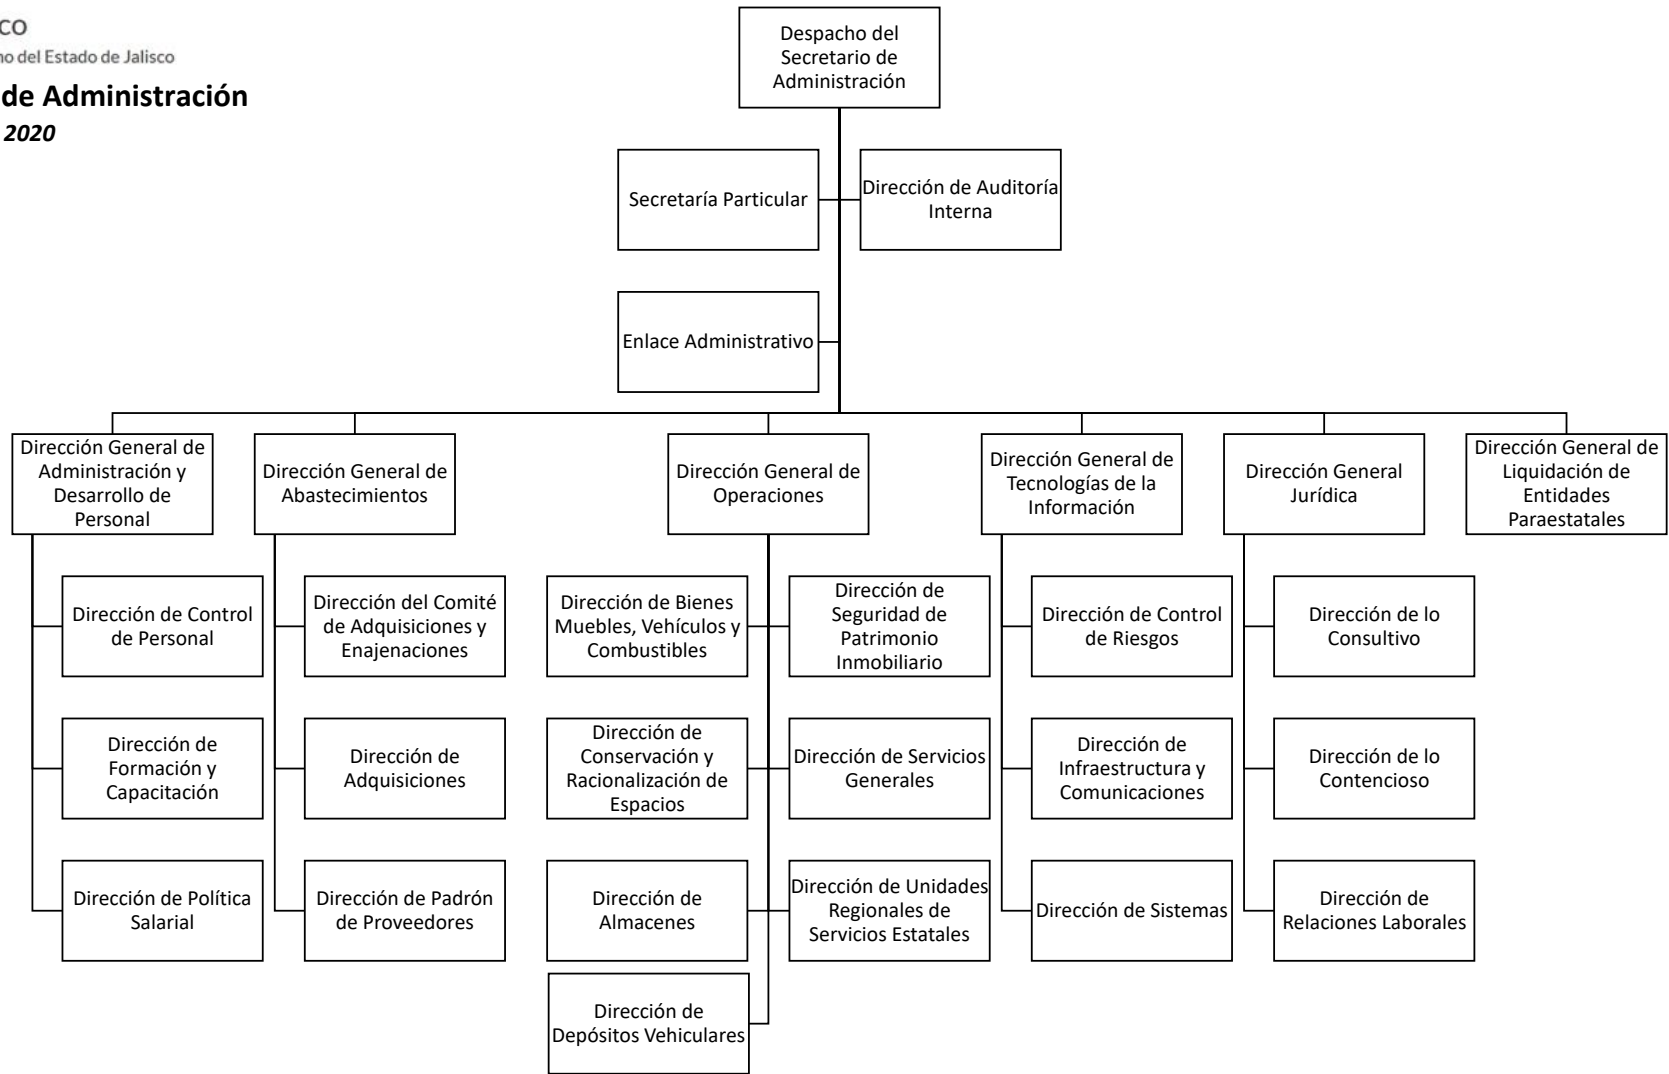 CO
no del Estado de Jalisco
de Administración
2020
Despacho del
Secretario de
Administración
Secretaría Particular
Dirección de Auditoría
Interna
Enlace Administrativo
Dirección General de
Administración y
Desarrollo de
Personal
Dirección General de
Abastecimientos
Dirección General de
Operaciones
Dirección General de
Tecnologías de la
Información
Dirección General
Jurídica
Dirección General de
Liquidación de
Entidades
Paraestatales
Dirección de Control
de Personal
Dirección del Comité
de Adquisiciones y
Enajenaciones
Dirección de Bienes
Muebles, Vehículos y
Combustibles
Dirección de
Seguridad de
Patrimonio
Inmobiliario
Dirección de Control
de Riesgos
Dirección de lo
Consultivo
Dirección de
Formación y
Capacitación
Dirección de
Adquisiciones
Dirección de
Conservación y
Racionalización de
Espacios
Dirección de Servicios
Generales
Dirección de
Infraestructura y
Comunicaciones
Dirección de lo
Contencioso
Dirección de Política
Salarial
Dirección de Padrón
de Proveedores
Dirección de
Almacenes
Dirección de Unidades
Regionales de
Servicios Estatales
Dirección de Sistemas
Dirección de
Relaciones Laborales
Dirección de
Depósitos Vehiculares